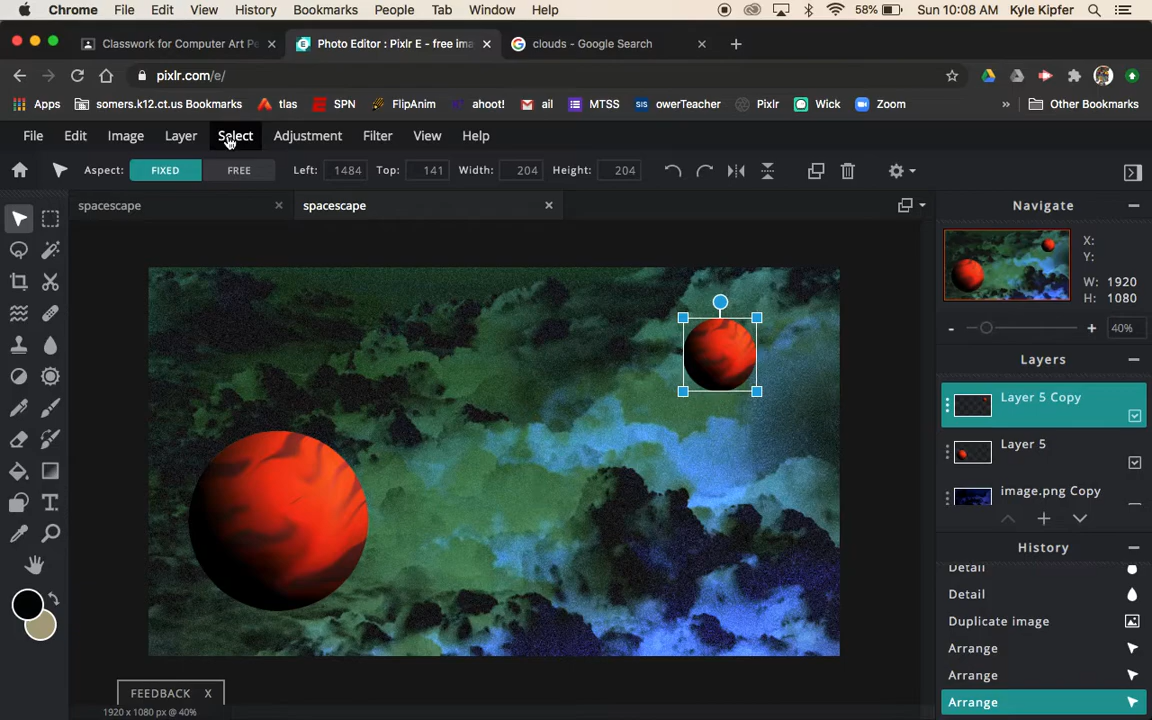 Chrome File Edit View History Bookmarks People Tab Window Help 58% Sun 10:08 AM Kyle Kipfer
Classwork for Computer Art Pe Photo Editor : Pixlr E - free ima clouds - Google Search
pixlr.com/e/
Apps somers.k12.ct.us Bookmarks tlas SPN FlipAnim ahoot! ail MTSS SIS owerTeacher Pixlr Wick Zoom » Other Bookmarks
File Edit Image Layer Select Adjustment Filter View Help
Aspect: FIXED FREE Left: 1484 Top: 141 Width: 204 Height: 204
spacescape spacescape Navigate
X:
Y:
W: 1920
H: 1080
- + 40%
Layers
Layer 5 Copy
Layer 5
image.png Copy
History
Detail
Detail
Duplicate image
Arrange
Arrange
Arrange
FEEDBACK X
1920 x 1080 px @ 40%